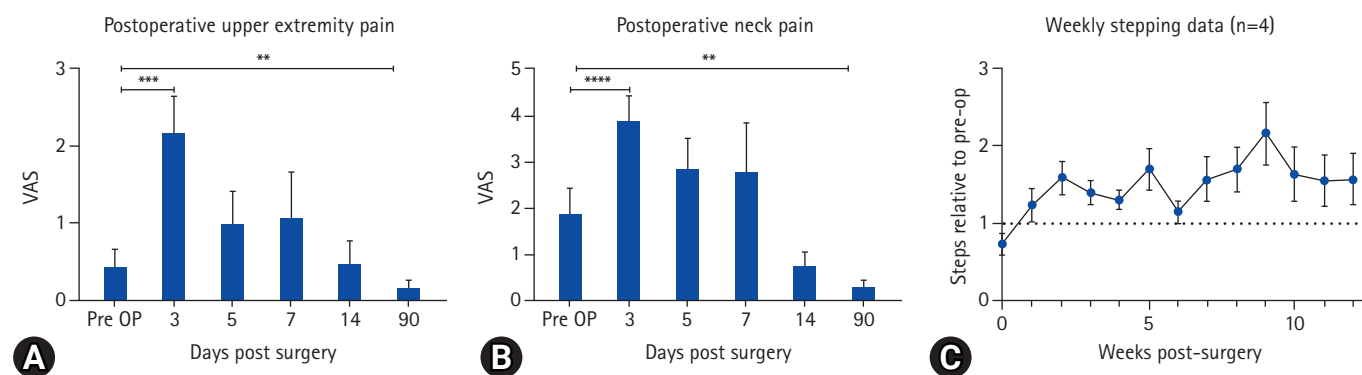 Postoperative upper extremity pain
3
2
1
0
VAS
**
***
Pre OP 3 5 7 14 90
Days post surgery
A
Postoperative neck pain
5
4
3
2
1
0
VAS
**
****
Pre OP 3 5 7 14 90
Days post surgery
B
Weekly stepping data (n=4)
3
2
1
0
Steps relative to pre-op
0 5 10
Weeks post-surgery
C